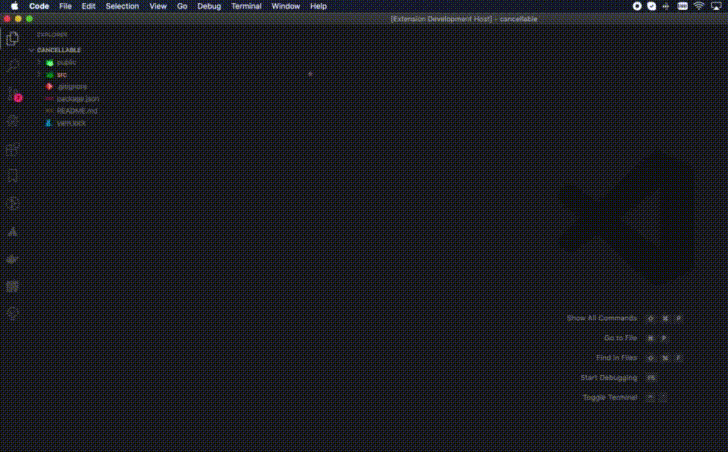 Code File Edit Selection View Go Debug Terminal Window Help
[Extension Development Host] - cancellable
EXPLORER
CANCELLABLE
public
src
.gitignore
package.json
README.md
yarn.lock
Show All Commands ⇧ ⌘ P
Go to File ⌘ P
Find in Files ⇧ ⌘ F
Start Debugging F5
Toggle Terminal ^ `